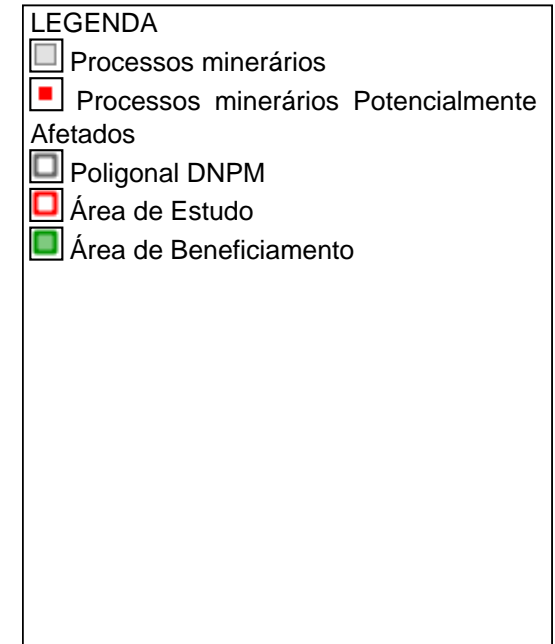 LEGENDA
Processos minerários
Processos minerários Potencialmente
Afetados
Poligonal DNPM
Área de Estudo
Área de Beneficiamento